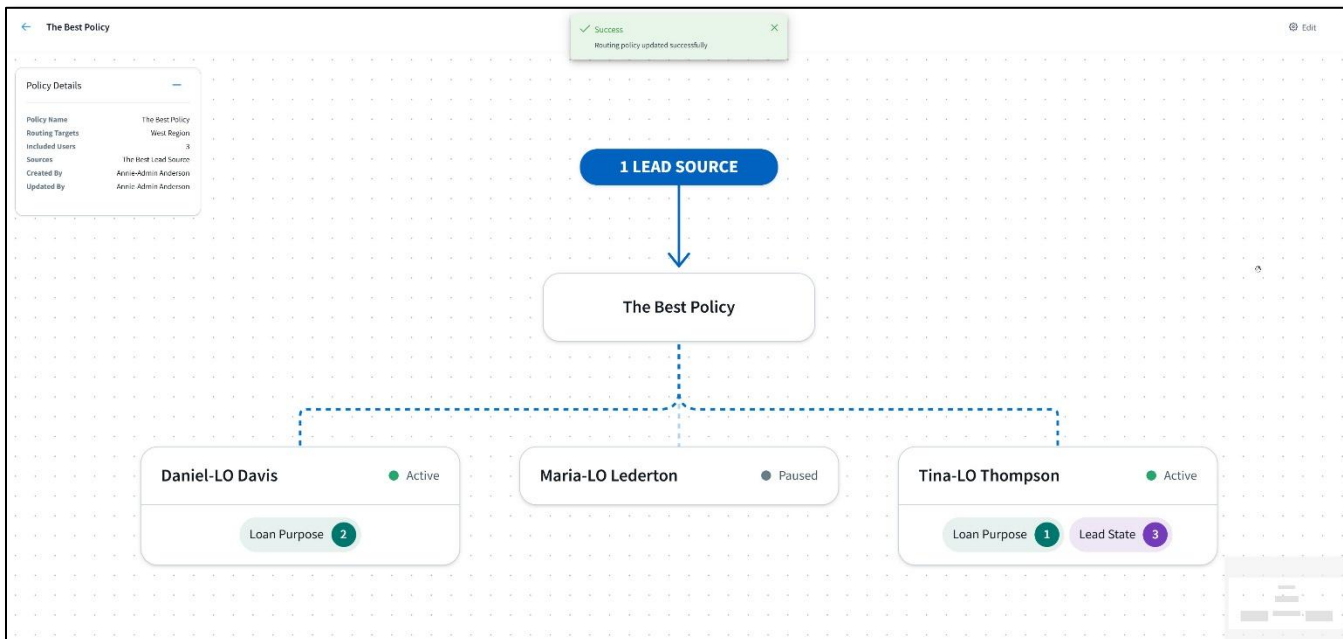 The Best Policy
Success
Routing policy updated successfully
Edit
Policy Details
Policy Name The Best Policy
Routing Targets West Region
Included Users 3
Sources The Best Lead Source
Created By Annie-Admin Anderson
Updated By Annie-Admin Anderson
1 LEAD SOURCE
The Best Policy
Daniel-LO Davis Active
Loan Purpose 2
Maria-LO Lederton Paused
Tina-LO Thompson Active
Loan Purpose 1 Lead State 3